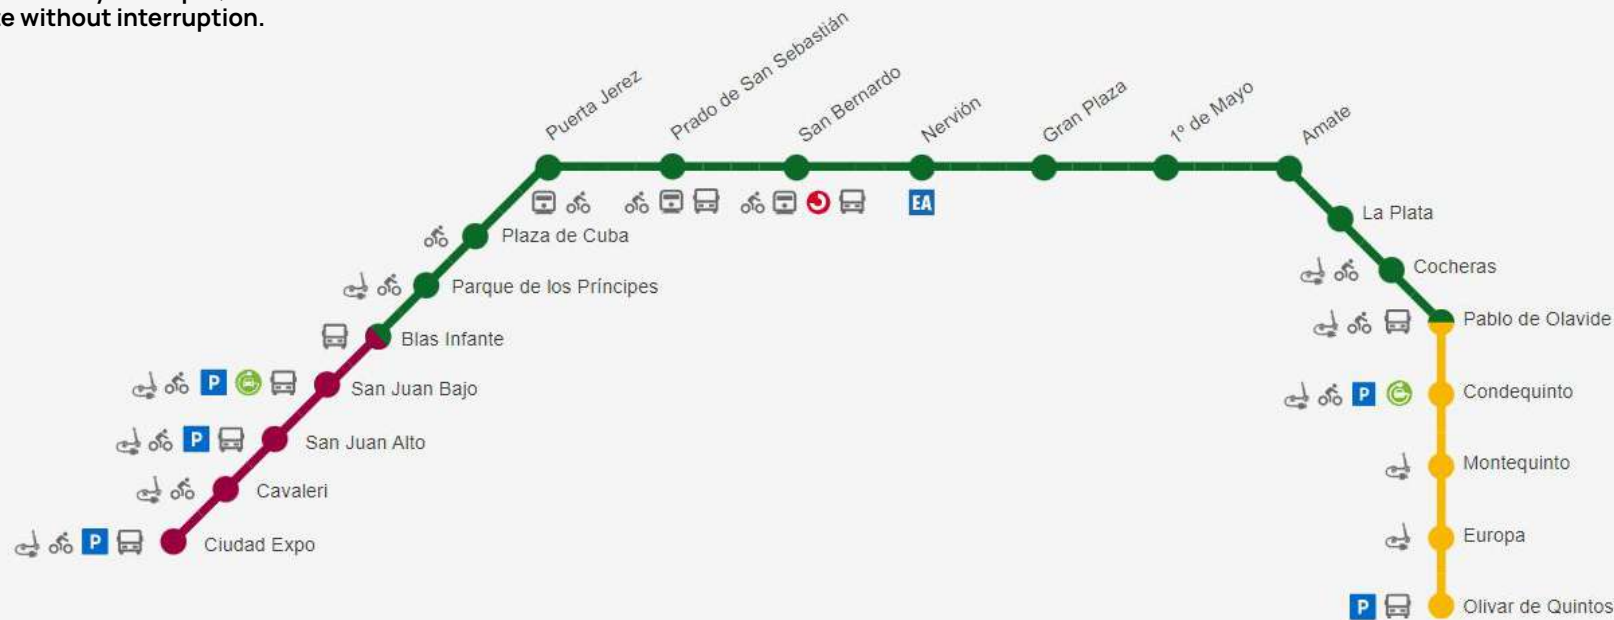 te without interruption.
Puerta Jerez
Prado de San Sebastián
San Bernardo
Nervión
Gran Plaza
1º de Mayo
Amate
EA
La Plata
Plaza de Cuba
Cocheras
Parque de los Príncipes
Pablo de Olavide
Blas Infante
P
San Juan Bajo
P
Condequinto
P
San Juan Alto
Montequinto
Cavaleri
Europa
P
Ciudad Expo
P
Olivar de Quintos